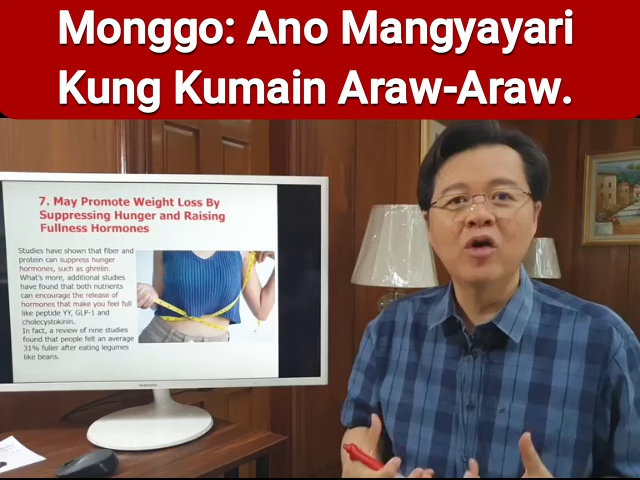 Monggo: Ano Mangyayari
Kung Kumain Araw-Araw.
7. May Promote Weight Loss By
Suppressing Hunger and Raising
Fullness Hormones
Studies have shown that fiber and
protein can suppress hunger
hormones, such as ghrelin.
What's more, additional studies
have found that both nutrients
can encourage the release of
hormones that make you feel full
like peptide YY, GLP-1 and
cholecystokinin.
In fact, a review of nine studies
found that people felt an average
31% fuller after eating legumes
like beans.
SAMSUNG